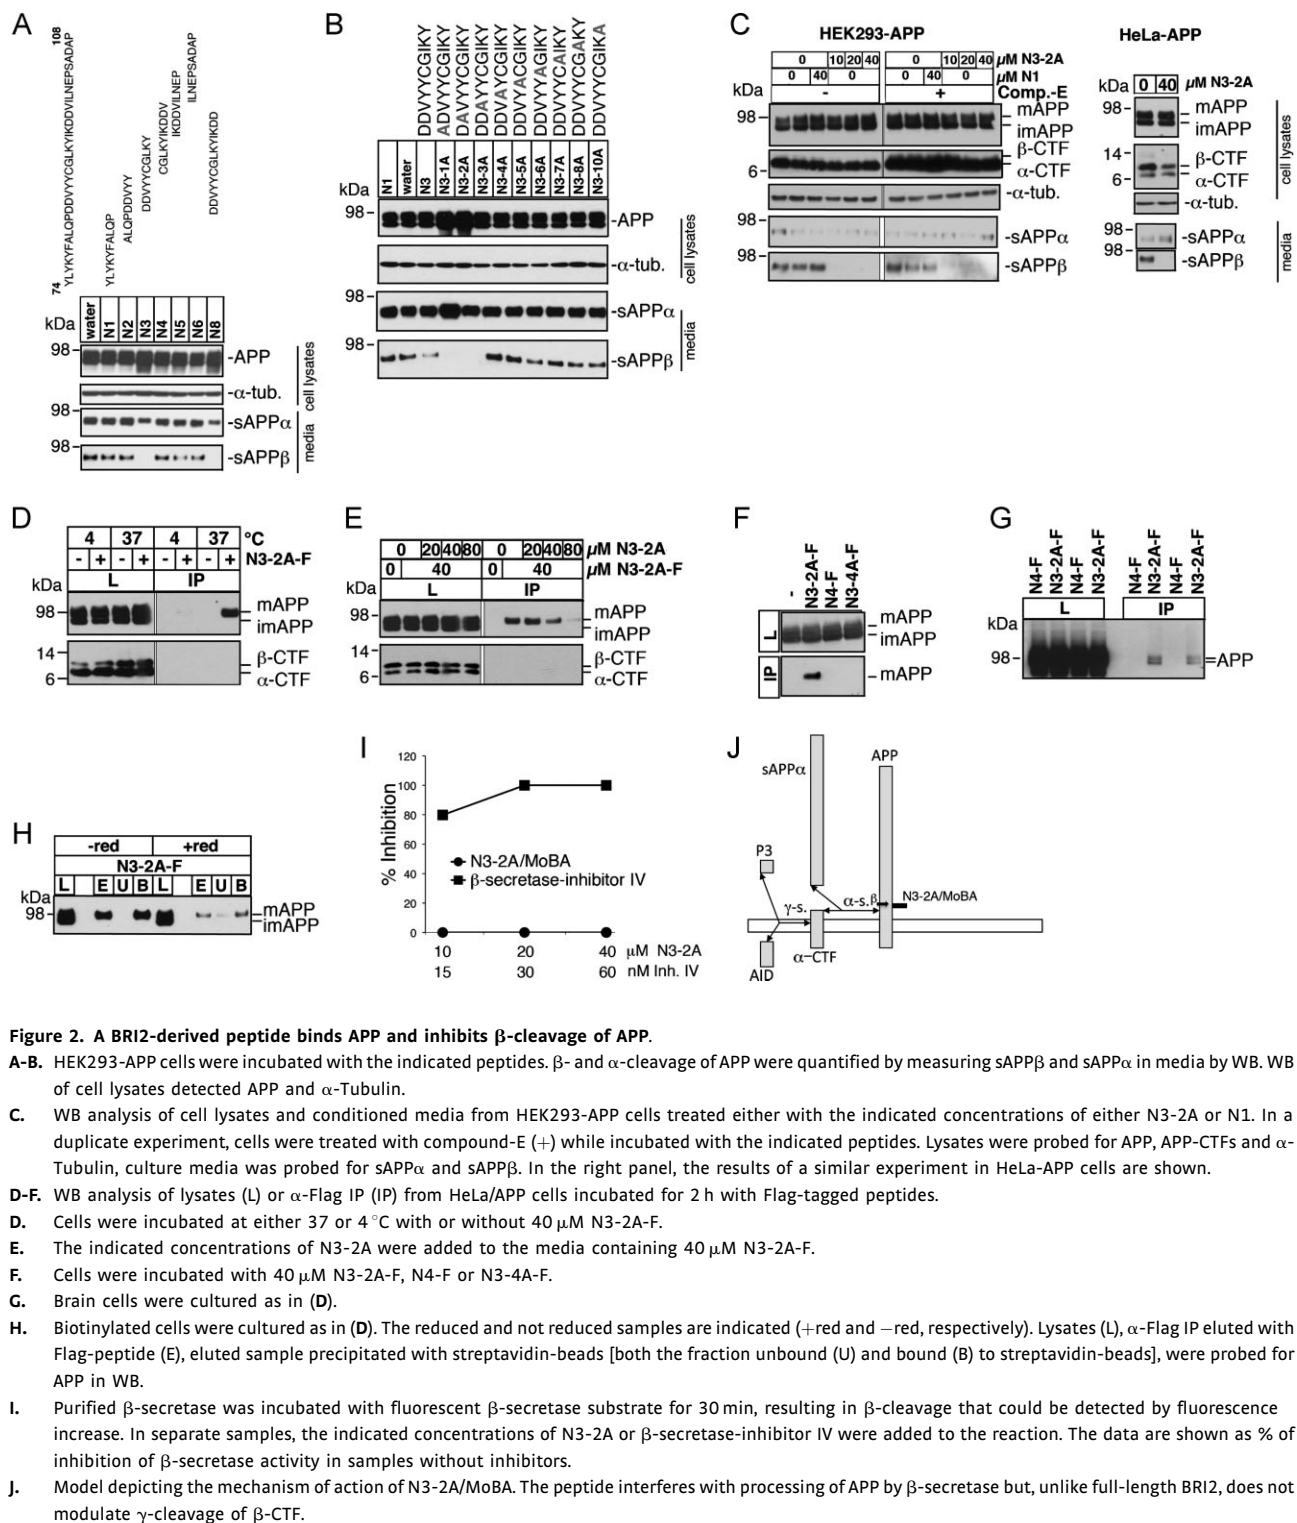 A
108
YLYKYFALQPDDVYYCGLKYIKDDVILNEPSADAP
74
YLYKYFALQP
ALQPDDVYY
DDVYYCGLKY
CGLKYIKDDV
IKDDVILNEP
ILNEPSADAP
DDVYYCGLKYIKDD
kDa
water
N1
N2
N3
N4
N5
N6
N8
98
-APP
-α-tub.
cell lysates
98
-sAPPα
98
-sAPPβ
media
B
DDVYYCGIKY
ADVYYCGIKY
DAVYYCGIKY
DDAYYCGIKY
DDVAYCGIKY
DDVYACGIKY
DDVYYAGIKY
DDVYYCAIKY
DDVYYCGAKY
DDVYYCGIKA
kDa
N1
water
N3
N3-1A
N3-2A
N3-3A
N3-4A
N3-5A
N3-6A
N3-7A
N3-8A
N3-10A
98
-APP
-α-tub.
cell lysates
98
-sAPPα
98
-sAPPβ
media
C
HEK293-APP
0 10 20 40 0 10 20 40 μM N3-2A
0 40 0 0 40 0 μM N1
kDa - + Comp.-E
98
mAPP
imAPP
β-CTF
6
α-CTF
-α-tub.
98
-sAPPα
98
-sAPPβ
HeLa-APP
kDa 0 40 μM N3-2A
98
mAPP
imAPP
14
β-CTF
6
α-CTF
-α-tub.
cell lysates
98
-sAPPα
98
-sAPPβ
media
D
4 37 4 37 °C
- + - + - + - + N3-2A-F
kDa L IP
98
mAPP
imAPP
14
β-CTF
6
α-CTF
E
0 20 40 80 0 20 40 80 μM N3-2A
0 40 0 40 μM N3-2A-F
kDa L IP
98
mAPP
imAPP
14
β-CTF
6
α-CTF
F
-
N3-2A-F
N4-F
N3-4A-F
L
mAPP
imAPP
IP
mAPP
G
N4-F
N3-2A-F
N4-F
N3-2A-F
N4-F
N3-2A-F
N4-F
N3-2A-F
L IP
kDa
98
APP
H
-red +red
N3-2A-F
L E U B L E U B
kDa
98
mAPP
imAPP
I
% Inhibition
120
100
80
60
40
20
0
N3-2A/MoBA
β-secretase-inhibitor IV
10 20 40 μM N3-2A
15 30 60 nM Inh. IV
J
APP
sAPPα
P3
N3-2A/MoBA
γ-s. α-s. β
α-CTF
AID
Figure 2. A BRI2-derived peptide binds APP and inhibits β-cleavage of APP.
A-B. HEK293-APP cells were incubated with the indicated peptides. β- and α-cleavage of APP were quantified by measuring sAPPβ and sAPPα in media by WB. WB
of cell lysates detected APP and α-Tubulin.
C. WB analysis of cell lysates and conditioned media from HEK293-APP cells treated either with the indicated concentrations of either N3-2A or N1. In a
duplicate experiment, cells were treated with compound-E (+) while incubated with the indicated peptides. Lysates were probed for APP, APP-CTFs and α-
Tubulin, culture media was probed for sAPPα and sAPPβ. In the right panel, the results of a similar experiment in HeLa-APP cells are shown.
D-F. WB analysis of lysates (L) or α-Flag IP (IP) from HeLa/APP cells incubated for 2 h with Flag-tagged peptides.
D. Cells were incubated at either 37 or 4 °C with or without 40 μM N3-2A-F.
E. The indicated concentrations of N3-2A were added to the media containing 40 μM N3-2A-F.
F. Cells were incubated with 40 μM N3-2A-F, N4-F or N3-4A-F.
G. Brain cells were cultured as in (D).
H. Biotinylated cells were cultured as in (D). The reduced and not reduced samples are indicated (+red and −red, respectively). Lysates (L), α-Flag IP eluted with
Flag-peptide (E), eluted sample precipitated with streptavidin-beads [both the fraction unbound (U) and bound (B) to streptavidin-beads], were probed for
APP in WB.
I. Purified β-secretase was incubated with fluorescent β-secretase substrate for 30 min, resulting in β-cleavage that could be detected by fluorescence
increase. In separate samples, the indicated concentrations of N3-2A or β-secretase-inhibitor IV were added to the reaction. The data are shown as % of
inhibition of β-secretase activity in samples without inhibitors.
J. Model depicting the mechanism of action of N3-2A/MoBA. The peptide interferes with processing of APP by β-secretase but, unlike full-length BRI2, does not
modulate γ-cleavage of β-CTF.